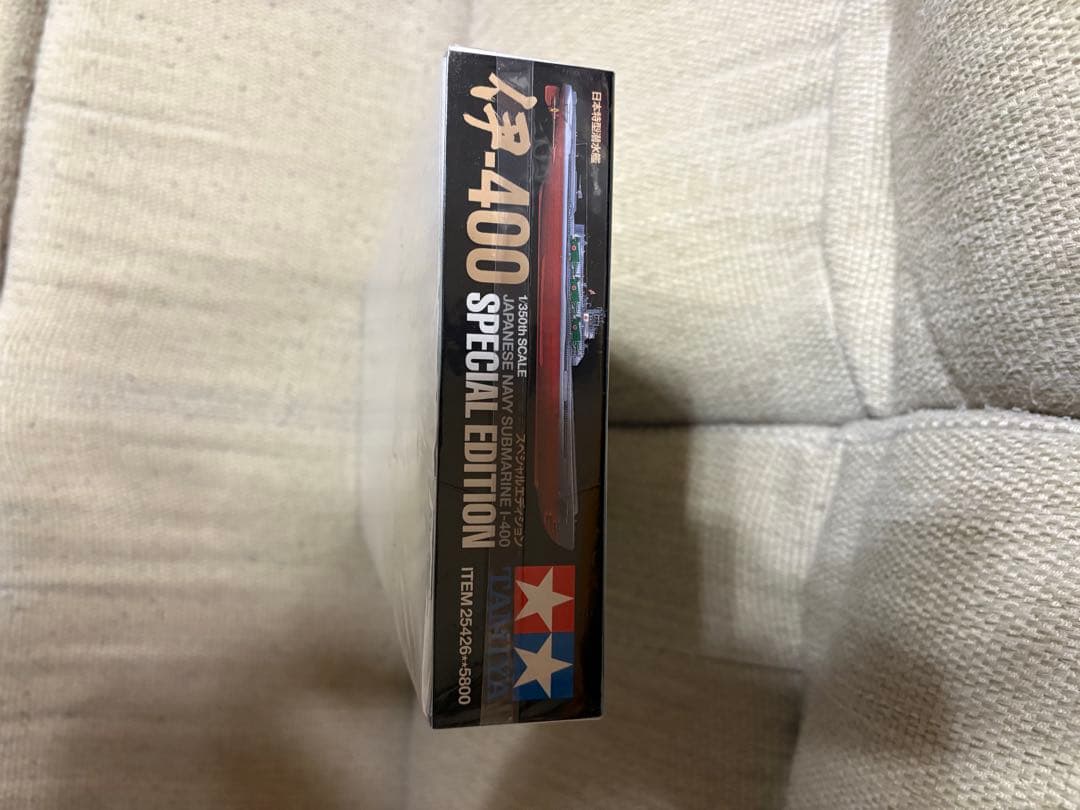 日本特型潜水艦
伊-400
スペシャルエディション
1/350th SCALE
JAPANESE NAVY SUBMARINE I-400
SPECIAL EDITION
TAMIYA
ITEM 25426**5800